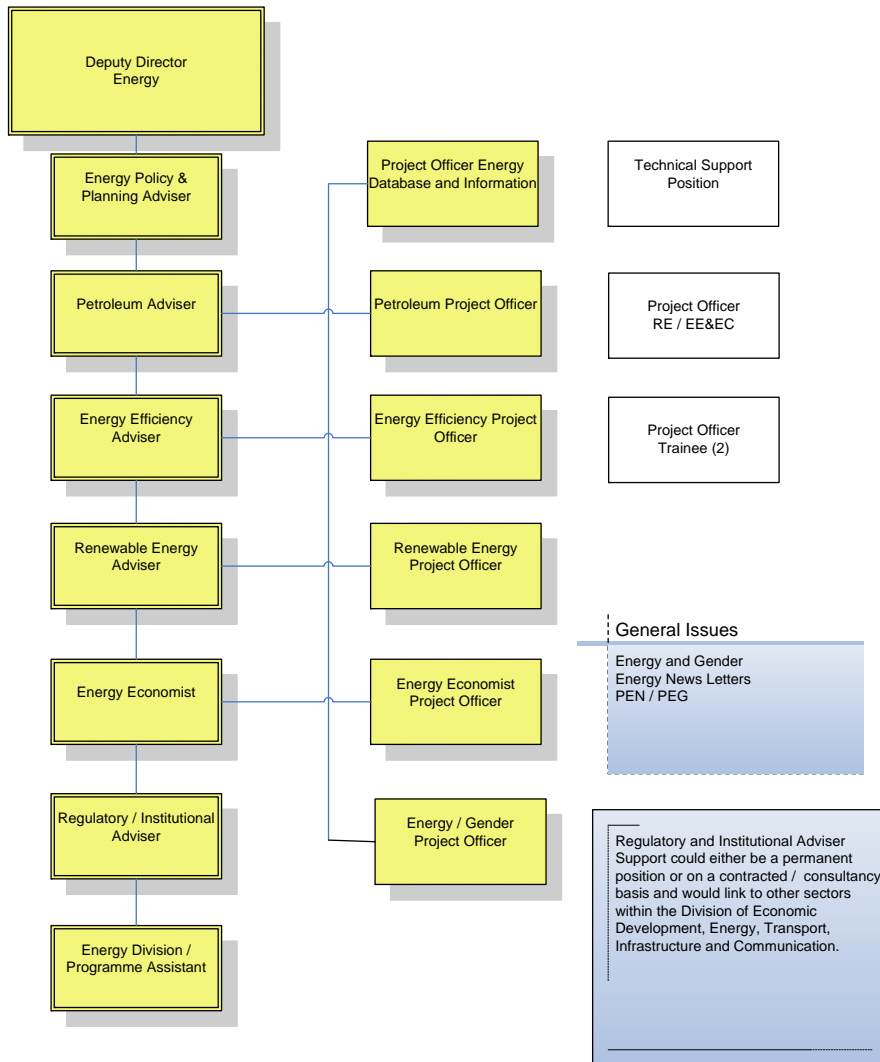 Deputy Director
Energy
Energy Policy &
Planning Adviser
Project Officer Energy
Database and Information
Technical Support
Position
Petroleum Adviser
Petroleum Project Officer
Project Officer
RE / EE&EC
Energy Efficiency
Adviser
Energy Efficiency Project
Officer
Project Officer
Trainee (2)
Renewable Energy
Adviser
Renewable Energy
Project Officer
General Issues
Energy and Gender
Energy News Letters
PEN / PEG
Energy Economist
Energy Economist
Project Officer
Regulatory / Institutional
Adviser
Energy / Gender
Project Officer
Regulatory and Institutional Adviser
Support could either be a permanent
position or on a contracted / consultancy
basis and would link to other sectors
within the Division of Economic
Development, Energy, Transport,
Infrastructure and Communication.
Energy Division /
Programme Assistant